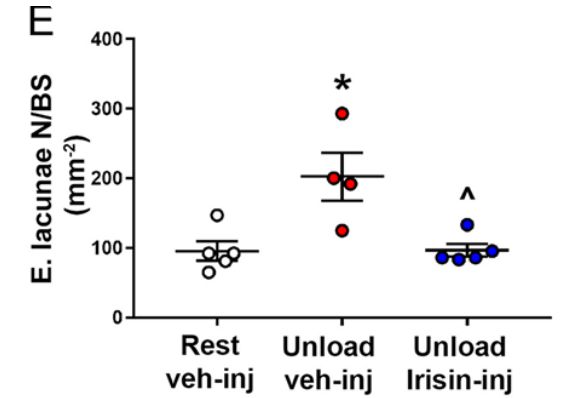 E
E. lacunae N/BS
(mm⁻²)
400
300
200
100
0
*
^
Rest
veh-inj
Unload
veh-inj
Unload
Irisin-inj